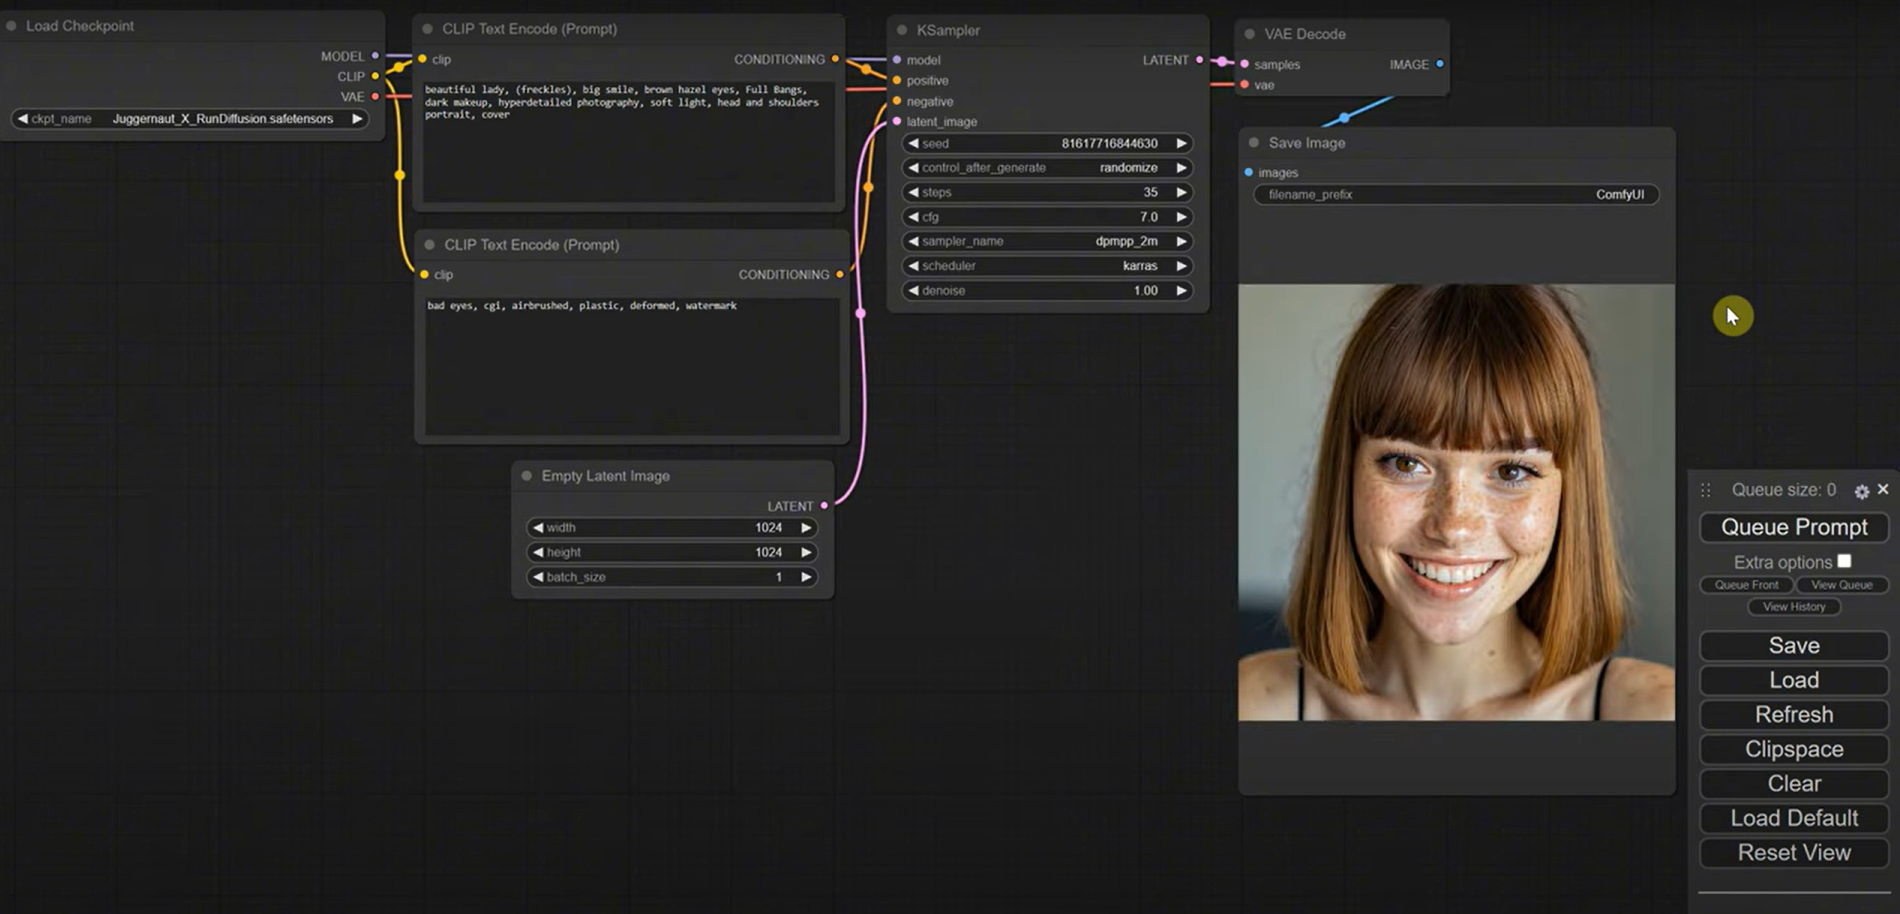 Load Checkpoint
MODEL
CLIP
VAE
ckpt_name Juggernaut_X_RunDiffusion.safetensors
CLIP Text Encode (Prompt)
clip CONDITIONING
beautiful lady, (freckles), big smile, brown hazel eyes, Full Bangs,
dark makeup, hyperdetailed photography, soft light, head and shoulders
portrait, cover
CLIP Text Encode (Prompt)
clip CONDITIONING
bad eyes, cgi, airbrushed, plastic, deformed, watermark
Empty Latent Image
LATENT
width 1024
height 1024
batch_size 1
KSampler
model LATENT
positive
negative
latent_image
seed 81617716844630
control_after_generate randomize
steps 35
cfg 7.0
sampler_name dpmpp_2m
scheduler karras
denoise 1.00
VAE Decode
samples IMAGE
vae
Save Image
images
filename_prefix ComfyUI
Queue size: 0
Queue Prompt
Extra options
Queue Front View Queue
View History
Save
Load
Refresh
Clipspace
Clear
Load Default
Reset View